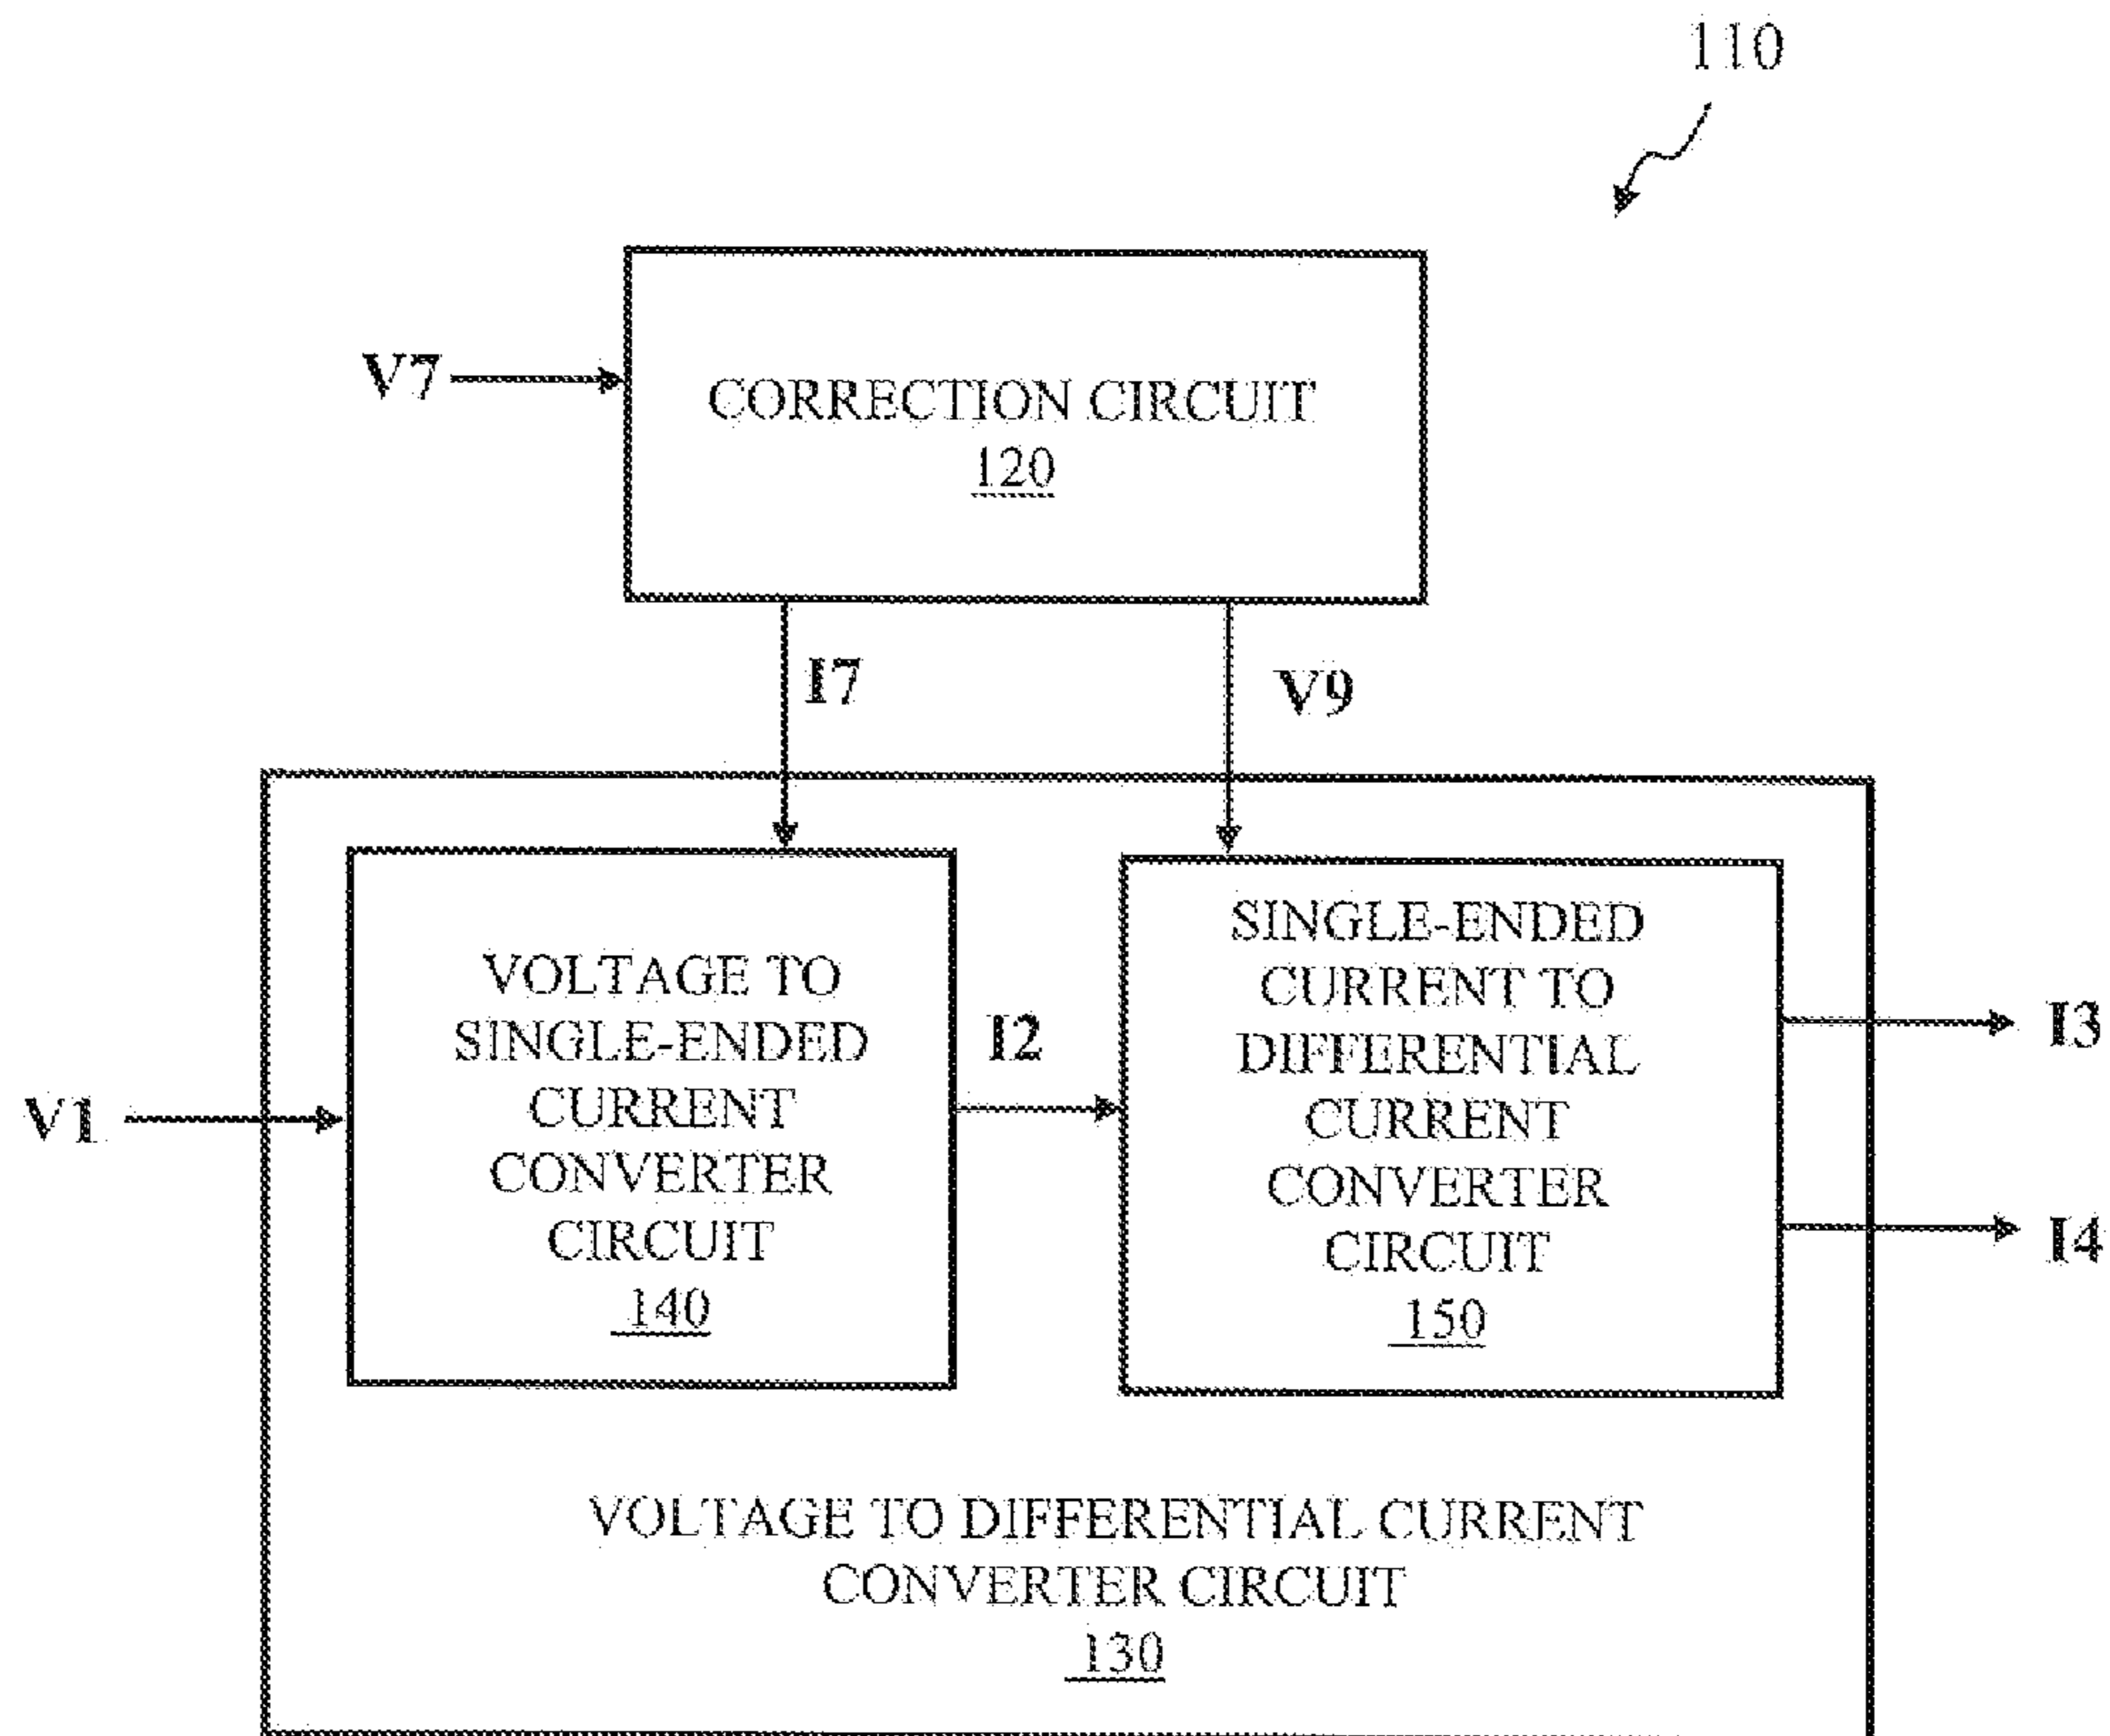 110
V7
CORRECTION CIRCUIT
120
I7
V9
V1
VOLTAGE TO
SINGLE-ENDED
CURRENT
CONVERTER
CIRCUIT
140
I2
SINGLE-ENDED
CURRENT TO
DIFFERENTIAL
CURRENT
CONVERTER
CIRCUIT
150
I3
I4
VOLTAGE TO DIFFERENTIAL CURRENT
CONVERTER CIRCUIT
130